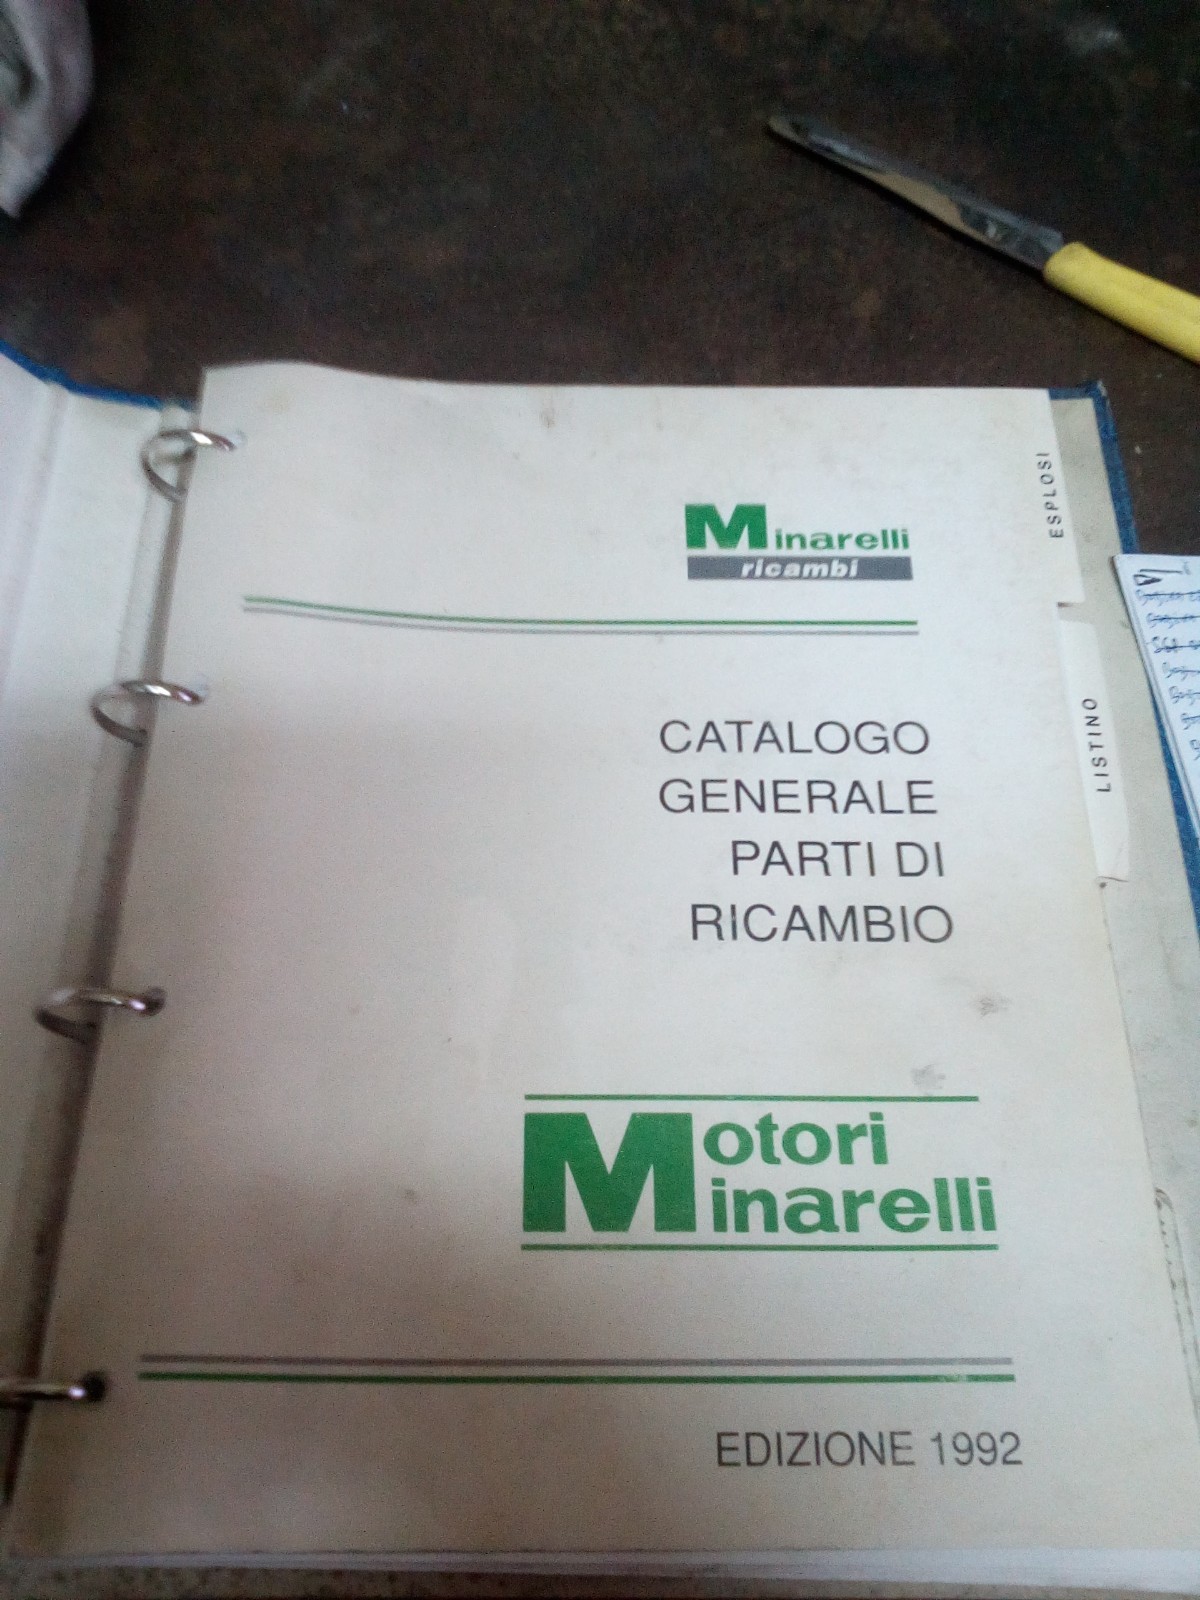 Minarelli
ricambi
ESPLOSI
LISTINO
CATALOGO
GENERALE
PARTI DI
RICAMBIO
Motori
Minarelli
EDIZIONE 1992